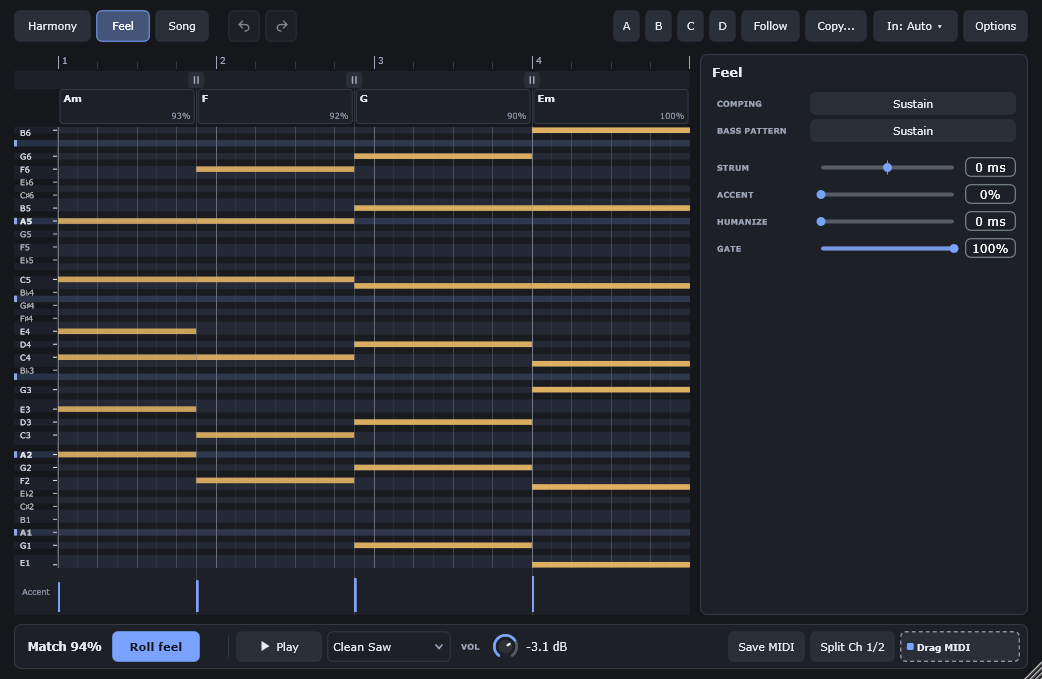 Harmony Feel Song A B C D Follow Copy... In: Auto Options
1 2 3 4
Am F G Em
93% 92% 90% 100%
B6
G6
F6
E♭6
C♯6
B5
A5
G5
F5
E♭5
C5
B♭4
G♯4
F♯4
E4
D4
C4
B♭3
G3
E3
D3
C3
A2
G2
F2
E♭2
C♯2
B1
A1
G1
E1
Accent
Feel
COMPING Sustain
BASS PATTERN Sustain
STRUM 0 ms
ACCENT 0%
HUMANIZE 0 ms
GATE 100%
Match 94% Roll feel Play Clean Saw VOL -3.1 dB Save MIDI Split Ch 1/2 Drag MIDI